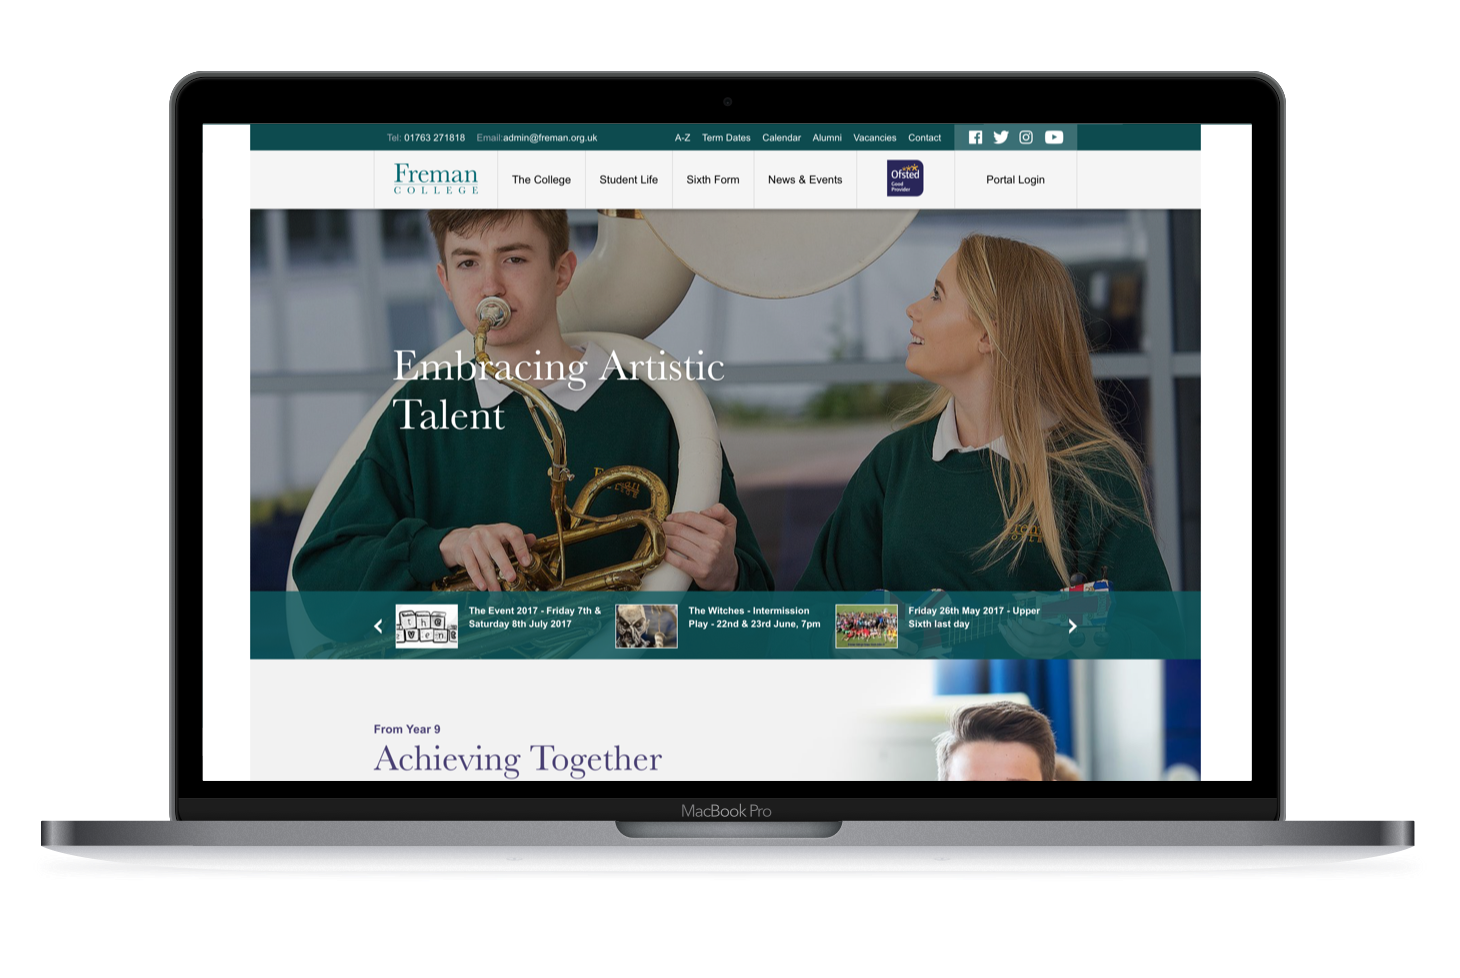 Tel: 01763 271818 Email:admin@freman.org.uk A-Z Term Dates Calendar Alumni Vacancies Contact
Freman
COLLEGE
The College Student Life Sixth Form News & Events
Ofsted
Good
Provider
Portal Login
Embracing Artistic
Talent
The Event 2017 - Friday 7th &
Saturday 8th July 2017
The Witches - Intermission
Play - 22nd & 23rd June, 7pm
Friday 26th May 2017 - Upper
Sixth last day
From Year 9
Achieving Together
MacBook Pro